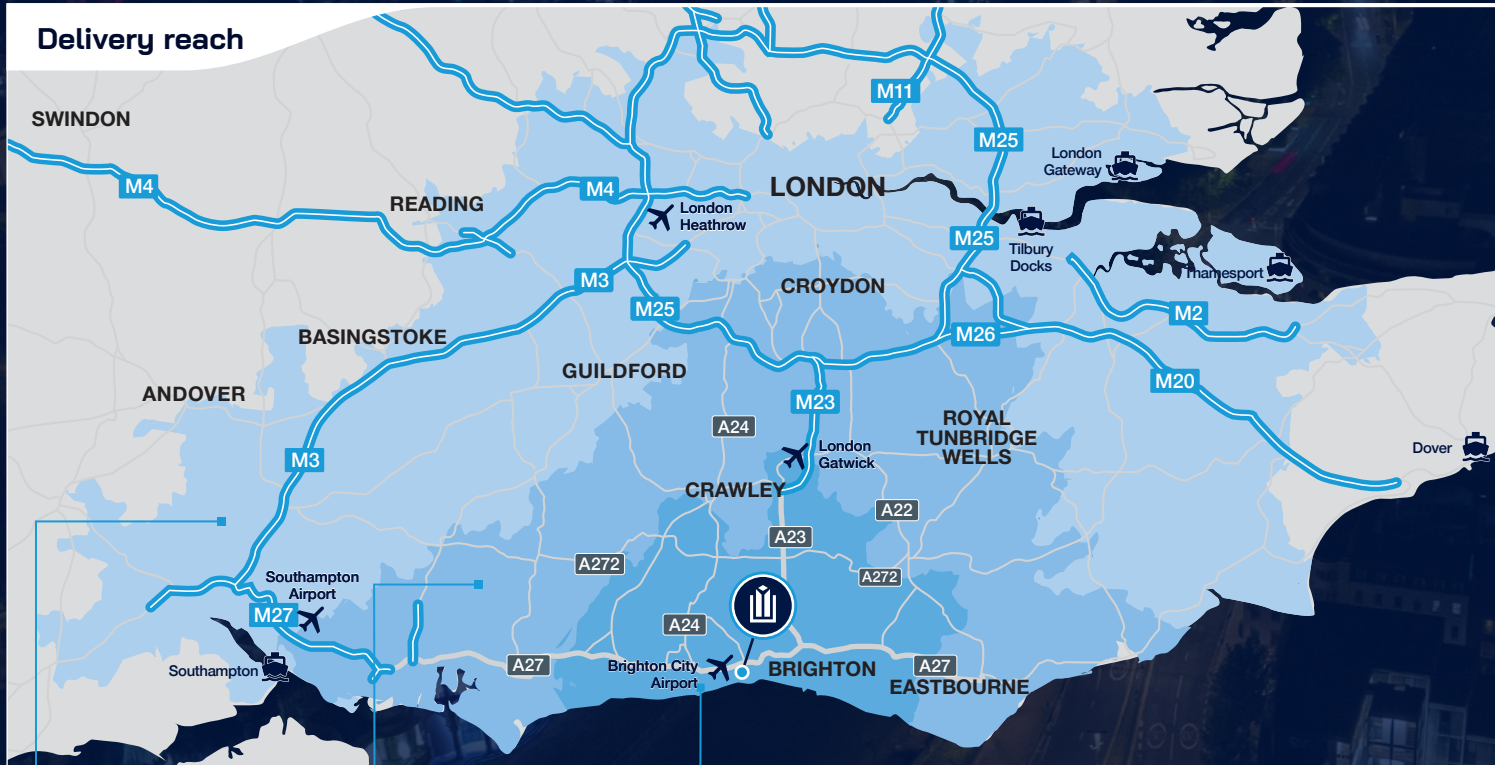 Delivery reach
M11
SWINDON
M25
London
Gateway
M4
M4
LONDON
READING
London
Heathrow
M25
Tilbury
Docks
Thamesport
M3
CROYDON
M25
M2
BASINGSTOKE
M26
GUILDFORD
M20
ANDOVER
M23
A24
ROYAL
TUNBRIDGE
WELLS
London
Gatwick
Dover
M3
CRAWLEY
A22
A23
A272
A272
Southampton
Airport
M27
A24
A27
Southampton
Brighton City
Airport
BRIGHTON
A27
EASTBOURNE